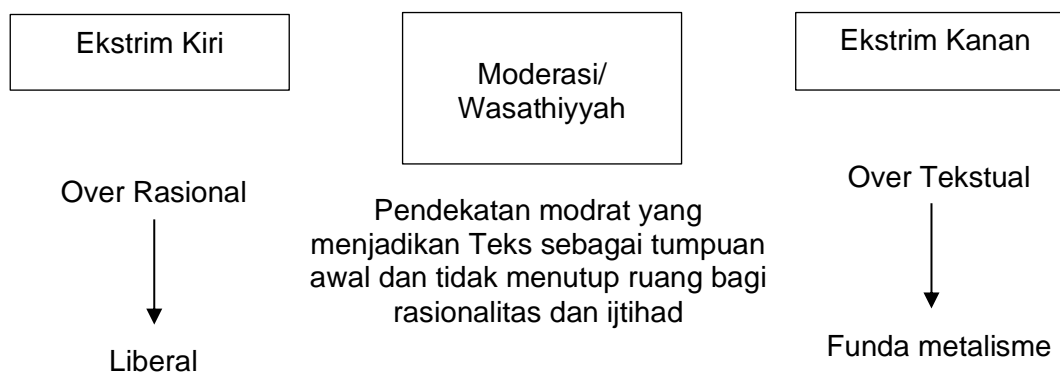 Ekstrim Kiri
Over Rasional
Liberal
Moderasi/
Wasathiyyah
Pendekatan modrat yang
menjadikan Teks sebagai tumpuan
awal dan tidak menutup ruang bagi
rasionalitas dan ijtihad
Ekstrim Kanan
Over Tekstual
Funda metalisme